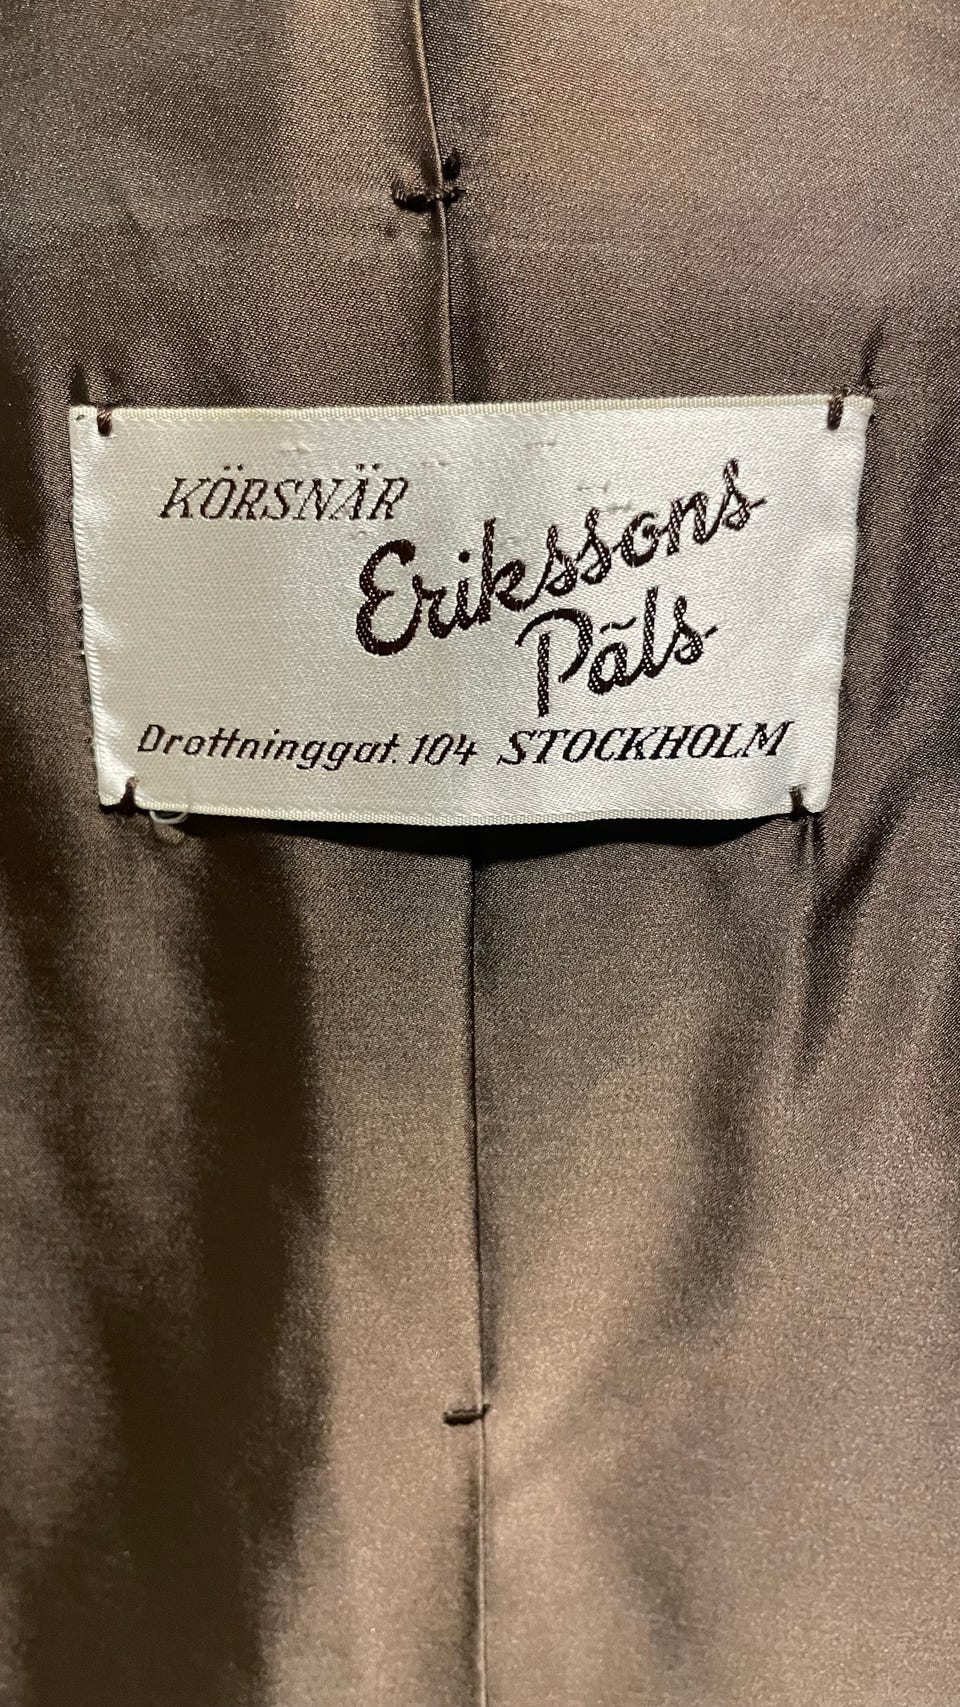 KÖRSNÄR
Erikssons
Päls
Drottninggat. 104 STOCKHOLM